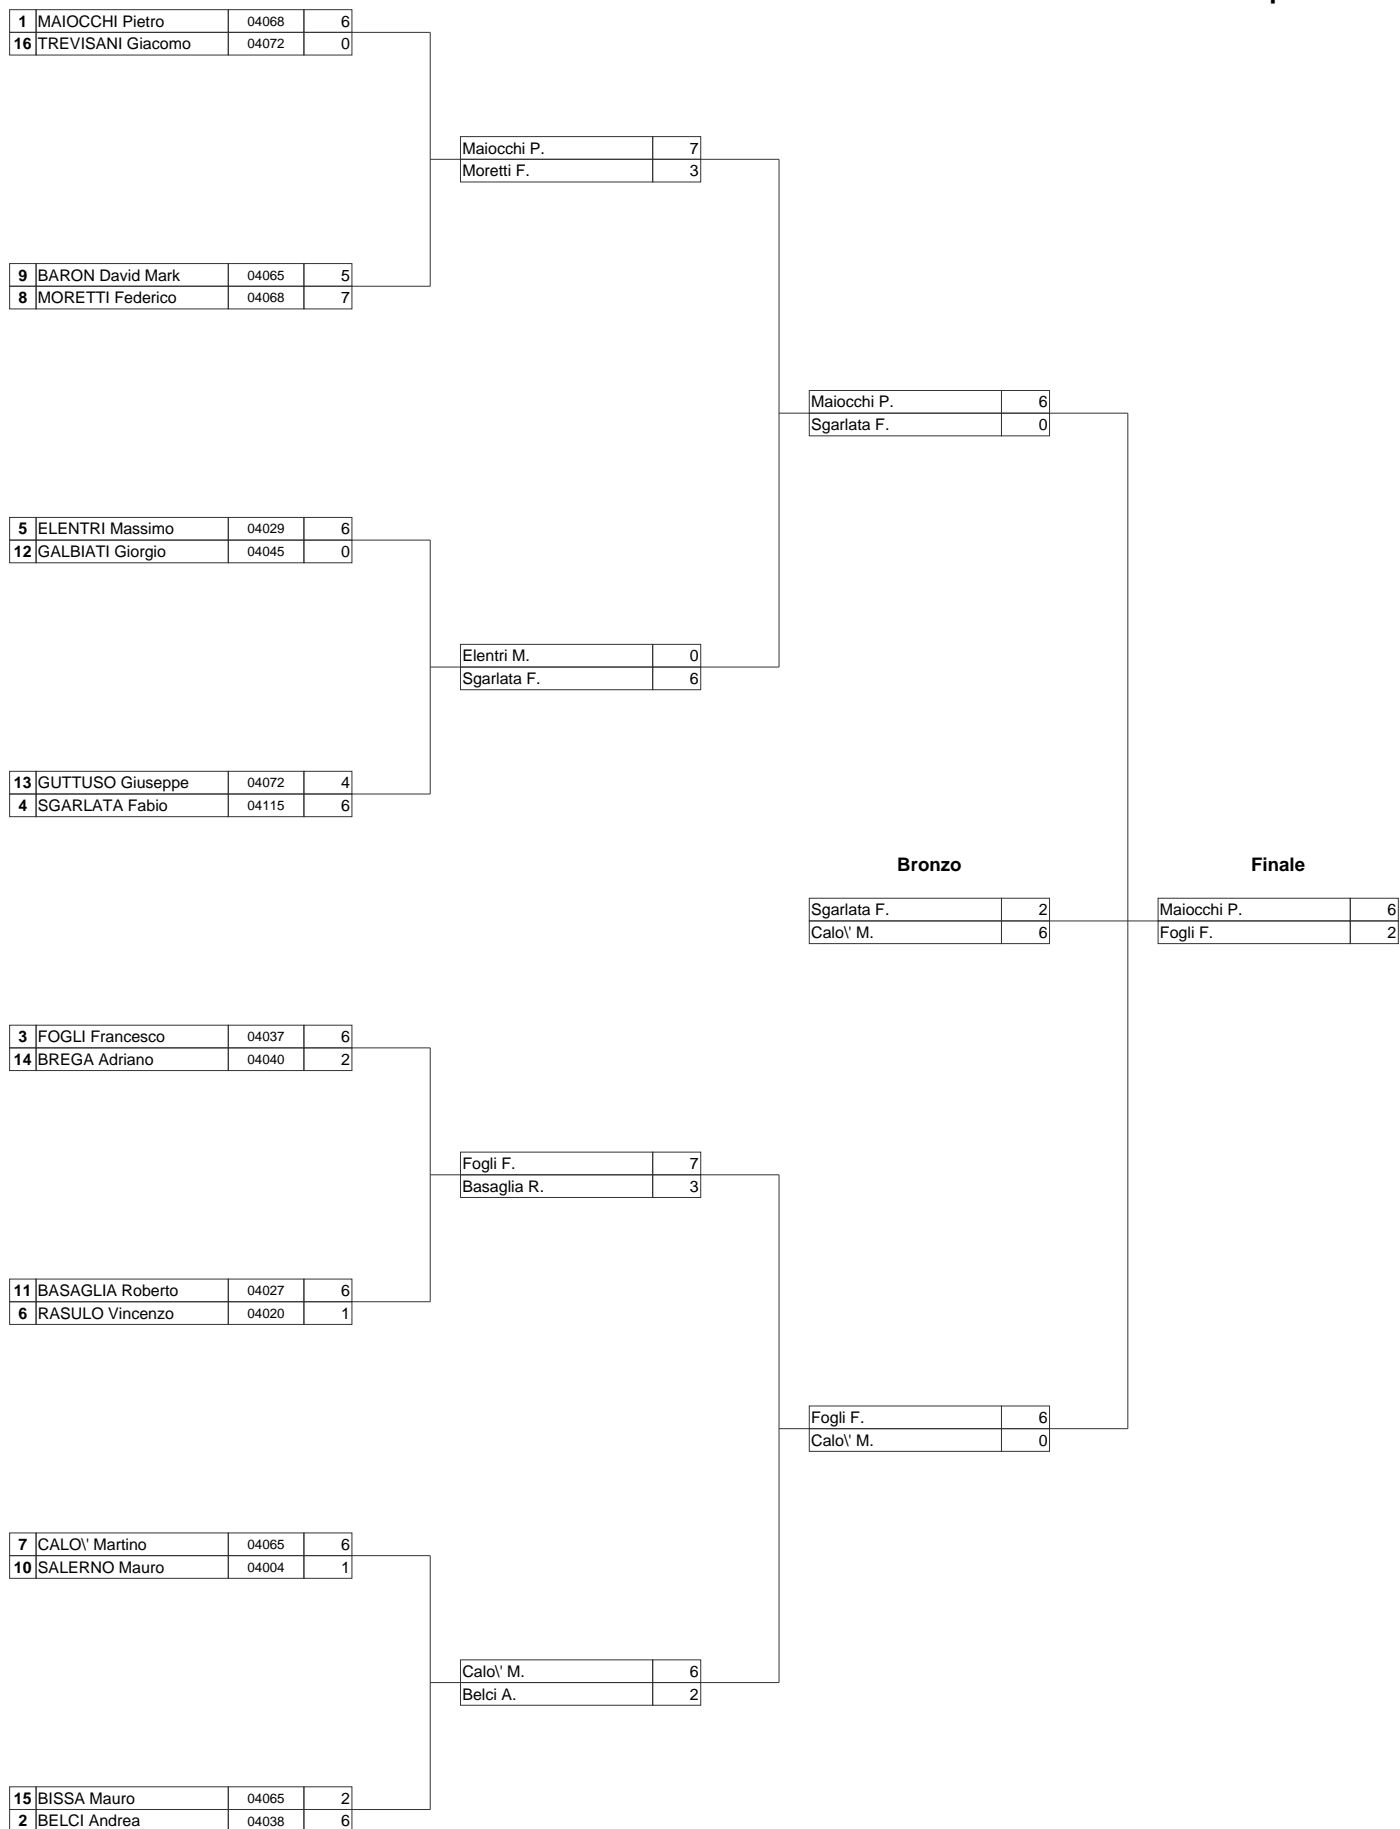 1 MAIOCCHI Pietro 04068 6
16 TREVISANI Giacomo 04072 0
Maiocchi P. 7
Moretti F. 3
9 BARON David Mark 04065 5
8 MORETTI Federico 04068 7
Maiocchi P. 6
Sgarlata F. 0
5 ELENTRI Massimo 04029 6
12 GALBIATI Giorgio 04045 0
Elentri M. 0
Sgarlata F. 6
13 GUTTUSO Giuseppe 04072 4
4 SGARLATA Fabio 04115 6
Bronzo Finale
Sgarlata F. 2 Maiocchi P. 6
Calo\' M. 6 Fogli F. 2
3 FOGLI Francesco 04037 6
14 BREGA Adriano 04040 2
Fogli F. 7
Basaglia R. 3
11 BASAGLIA Roberto 04027 6
6 RASULO Vincenzo 04020 1
Fogli F. 6
Calo\' M. 0
7 CALO\' Martino 04065 6
10 SALERNO Mauro 04004 1
Calo\' M. 6
Belci A. 2
15 BISSA Mauro 04065 2
2 BELCI Andrea 04038 6